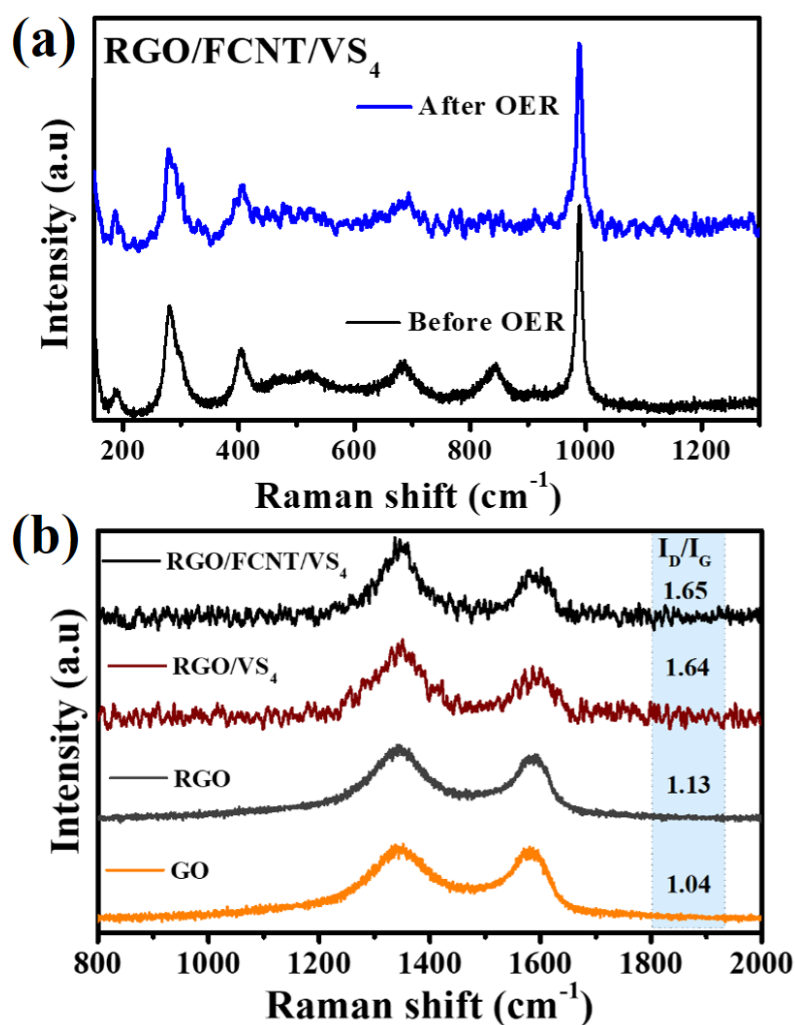 (a)
RGO/FCNT/VS₄
After OER
Before OER
Intensity (a.u)
200 400 600 800 1000 1200
Raman shift (cm⁻¹)
(b)
RGO/FCNT/VS₄
I_D/I_G
1.65
RGO/VS₄
1.64
RGO
1.13
GO
1.04
Intensity (a.u)
800 1000 1200 1400 1600 1800 2000
Raman shift (cm⁻¹)